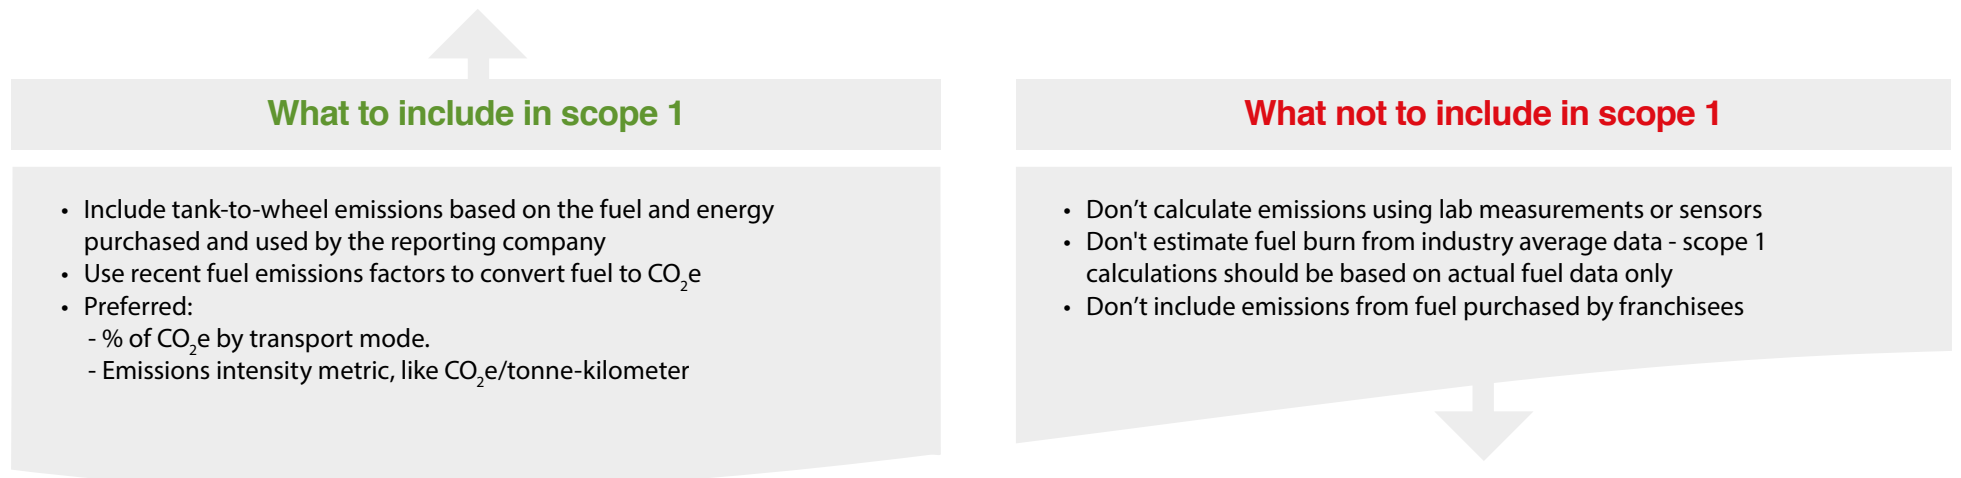 What to include in scope 1
• Include tank-to-wheel emissions based on the fuel and energy
purchased and used by the reporting company
• Use recent fuel emissions factors to convert fuel to CO₂e
• Preferred:
- % of CO₂e by transport mode.
- Emissions intensity metric, like CO₂e/tonne-kilometer
What not to include in scope 1
• Don’t calculate emissions using lab measurements or sensors
• Don't estimate fuel burn from industry average data - scope 1
calculations should be based on actual fuel data only
• Don’t include emissions from fuel purchased by franchisees